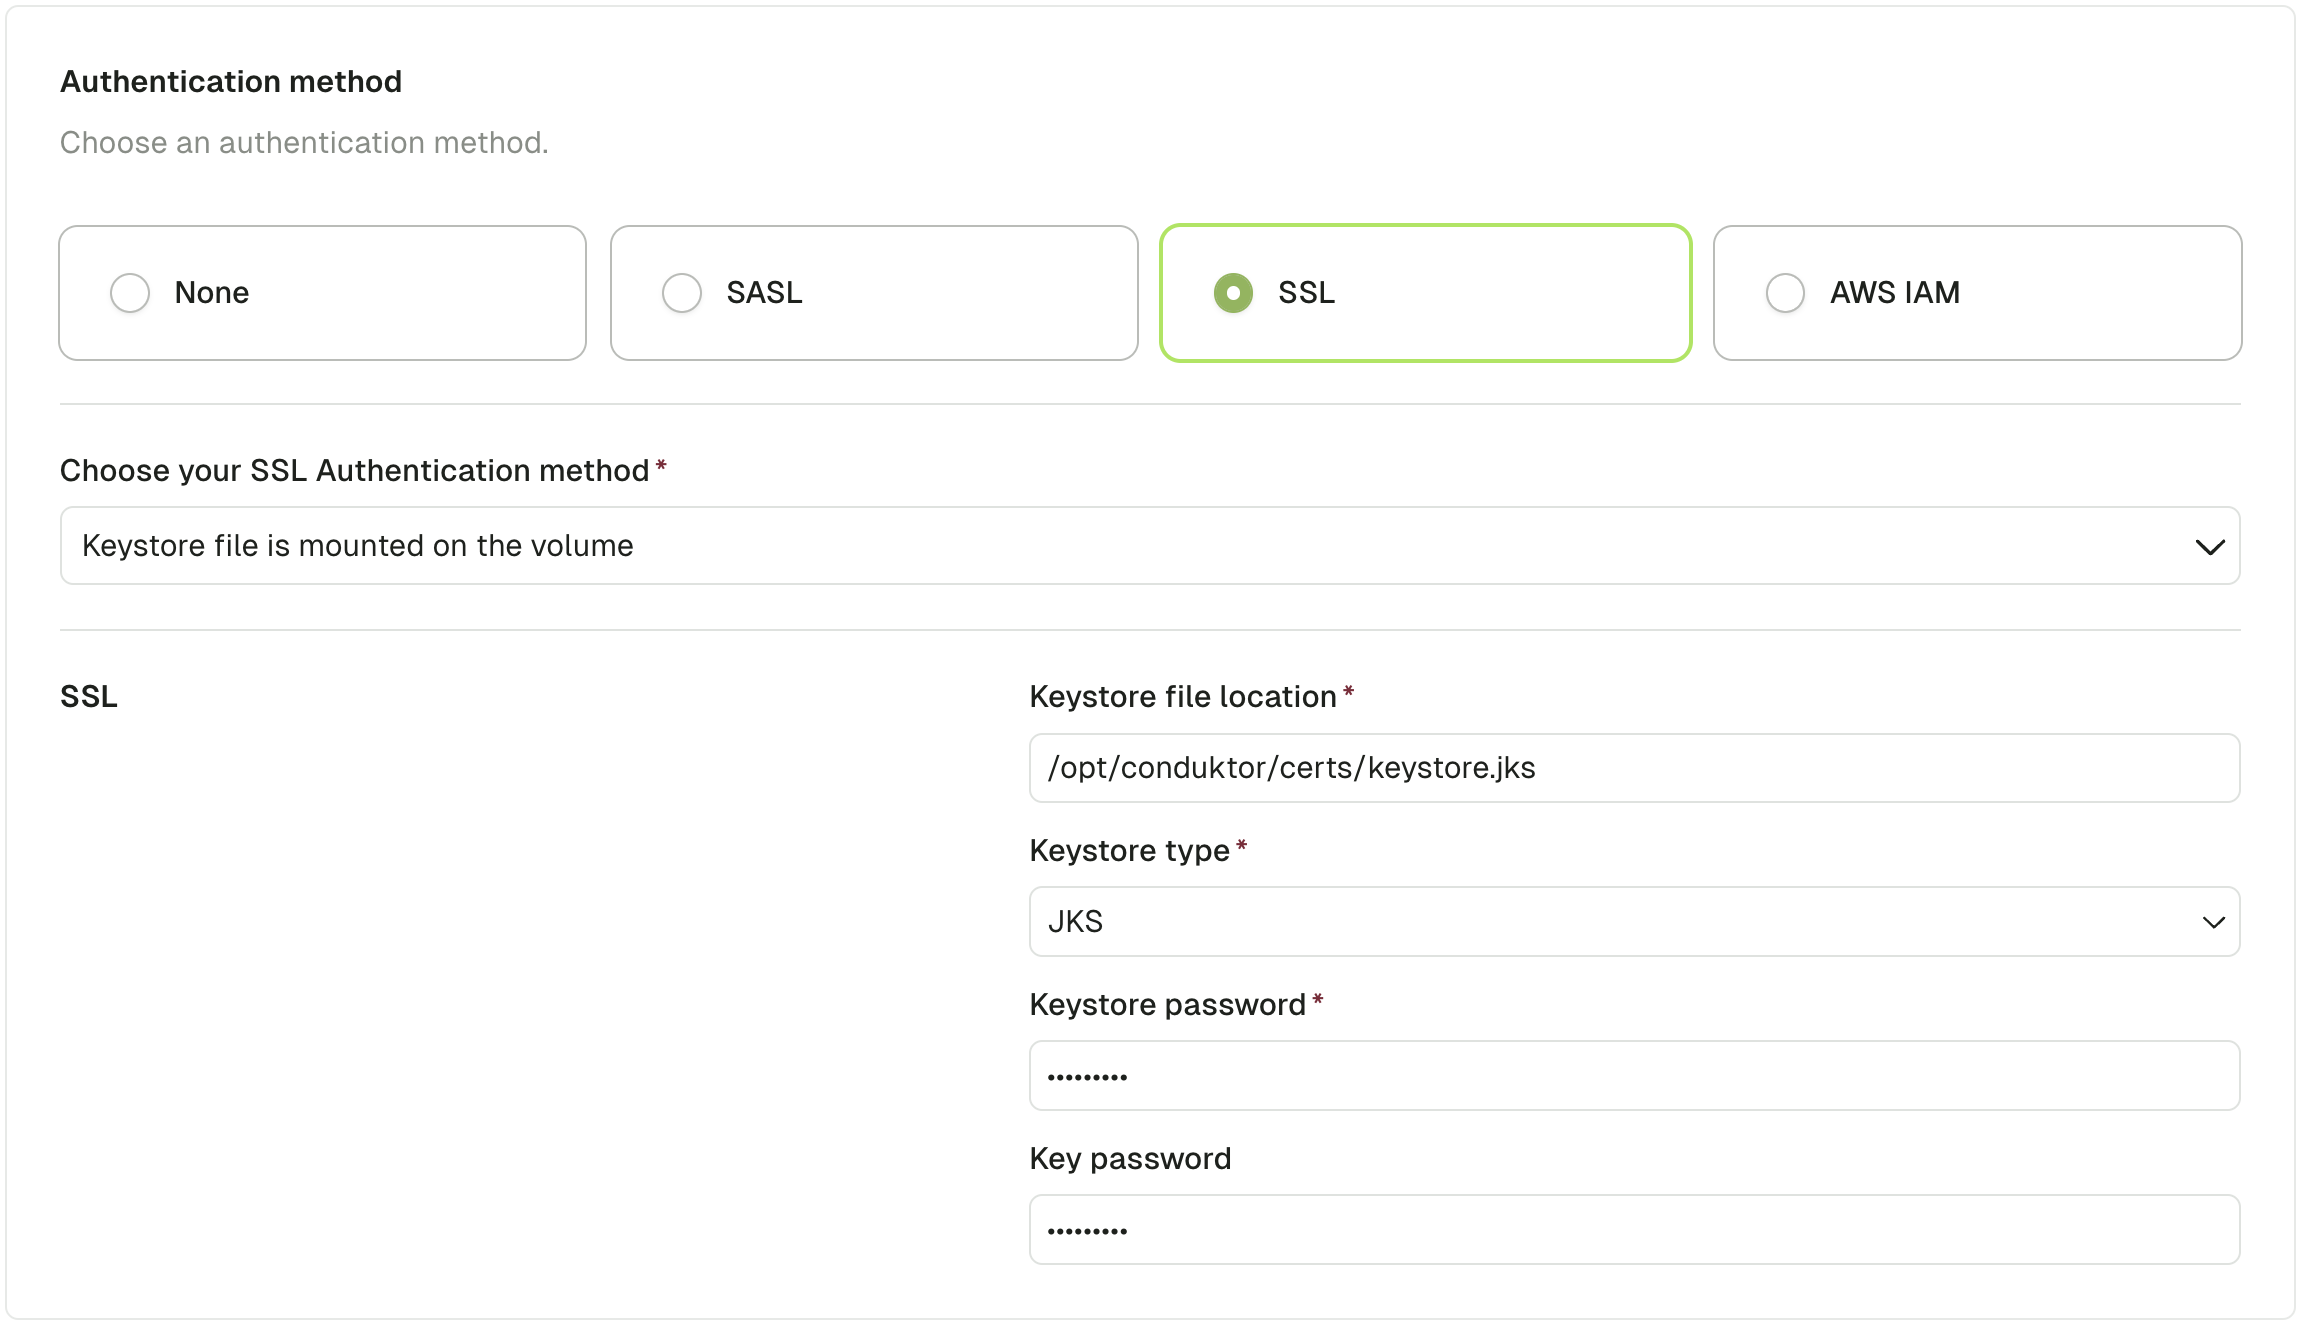 Authentication method
Choose an authentication method.
None
SASL
SSL
AWS IAM
Choose your SSL Authentication method*
Keystore file is mounted on the volume
SSL
Keystore file location*
/opt/conduktor/certs/keystore.jks
Keystore type*
JKS
Keystore password*
•••••••••
Key password
•••••••••